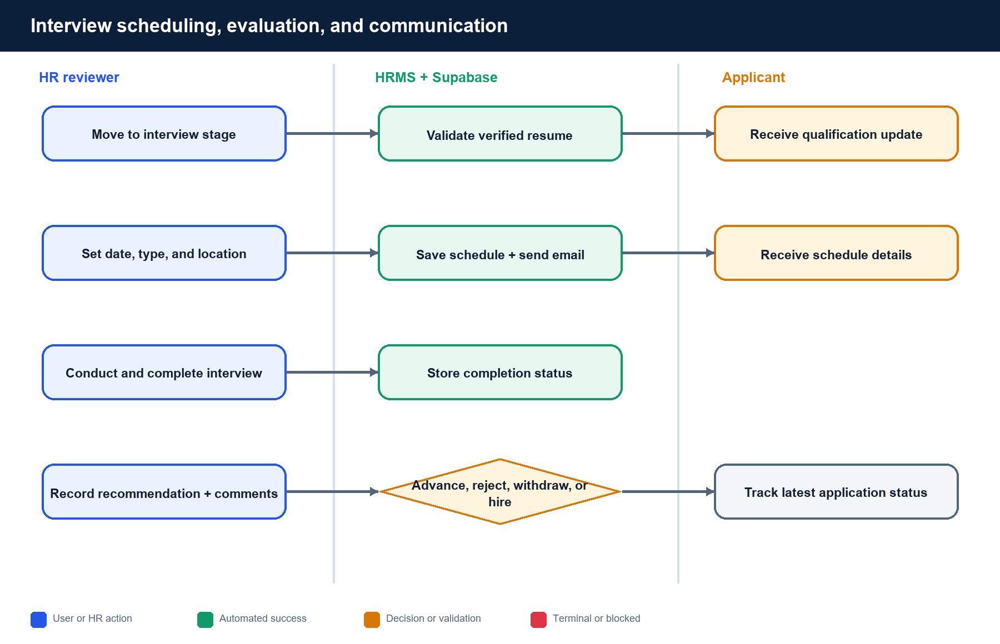 Interview scheduling, evaluation, and communication
HR reviewer
HRMS + Supabase
Applicant
Move to interview stage
Validate verified resume
Receive qualification update
Set date, type, and location
Save schedule + send email
Receive schedule details
Conduct and complete interview
Store completion status
Record recommendation + comments
Advance, reject, withdraw, or
hire
Track latest application status
User or HR action
Automated success
Decision or validation
Terminal or blocked